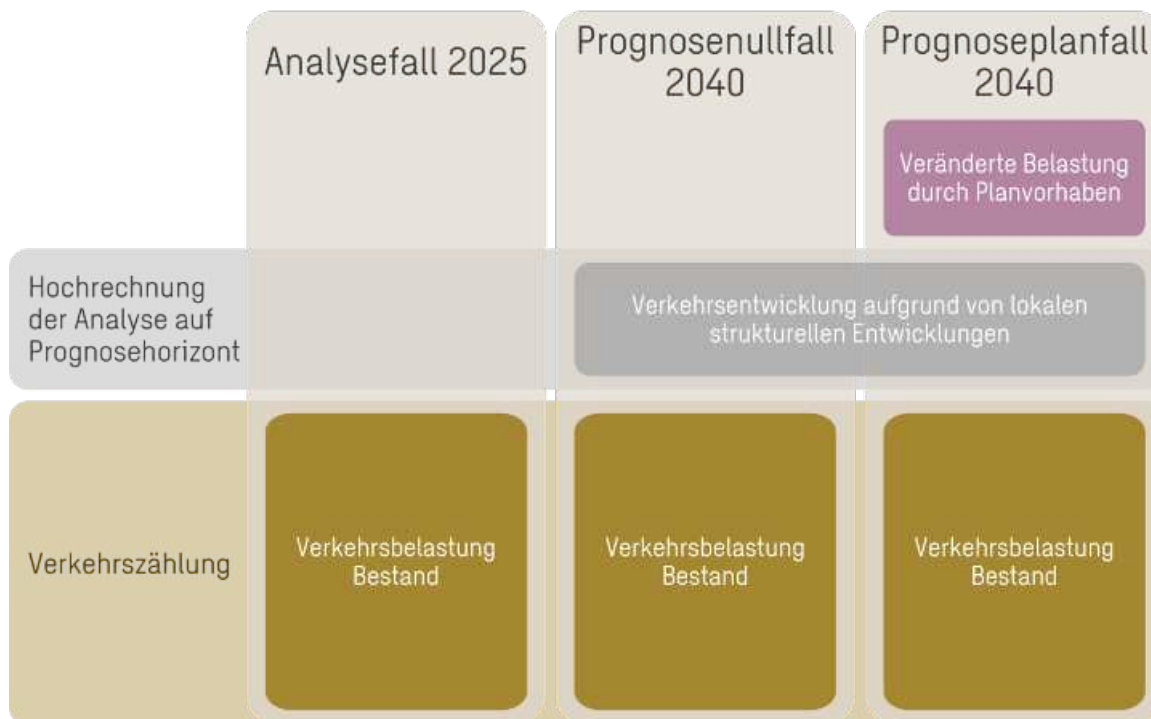 Analysefall 2025
Prognosenullfall
2040
Prognoseplanfall
2040
Veränderte Belastung
durch Planvorhaben
Hochrechnung
der Analyse auf
Prognosehorizont
Verkehrsentwicklung aufgrund von lokalen
strukturellen Entwicklungen
Verkehrszählung
Verkehrsbelastung
Bestand
Verkehrsbelastung
Bestand
Verkehrsbelastung
Bestand